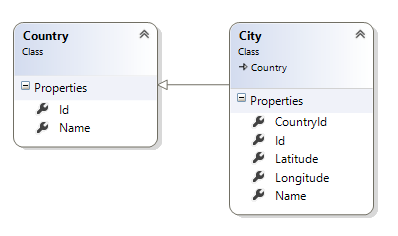 Country
Class
Properties
Id
Name
City
Class
Country
Properties
CountryId
Id
Latitude
Longitude
Name